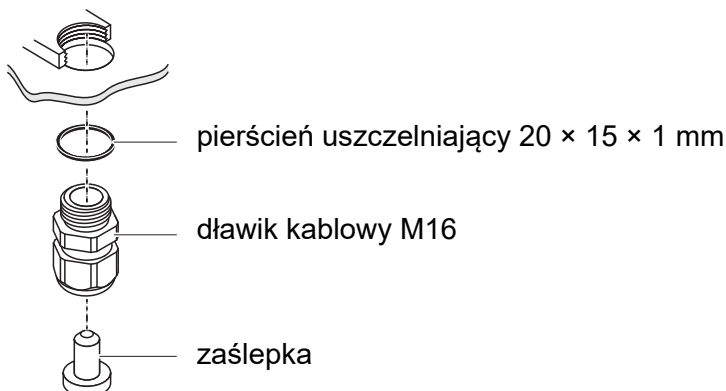 pierścień uszczelniający 20 × 15 × 1 mm
dławik kablowy M16
zaślepka